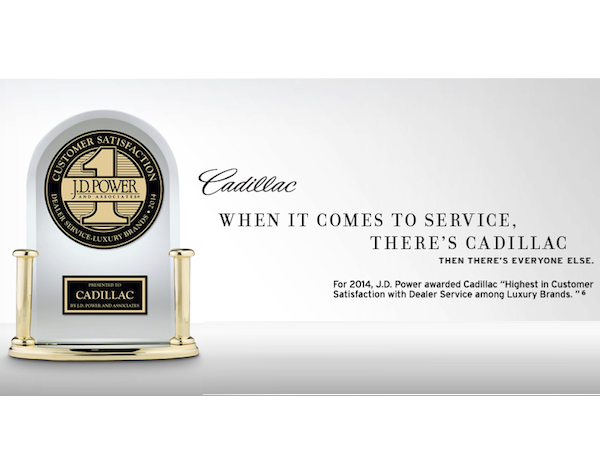 CUSTOMER SATISFACTION
1
J.D. POWER
AND ASSOCIATES®
DEALER SERVICE-LUXURY BRANDS • 2014
PRESENTED TO
CADILLAC
BY J.D. POWER AND ASSOCIATES
Cadillac
WHEN IT COMES TO SERVICE,
THERE'S CADILLAC
THEN THERE'S EVERYONE ELSE.
For 2014, J.D. Power awarded Cadillac "Highest in Customer
Satisfaction with Dealer Service among Luxury Brands. " 6